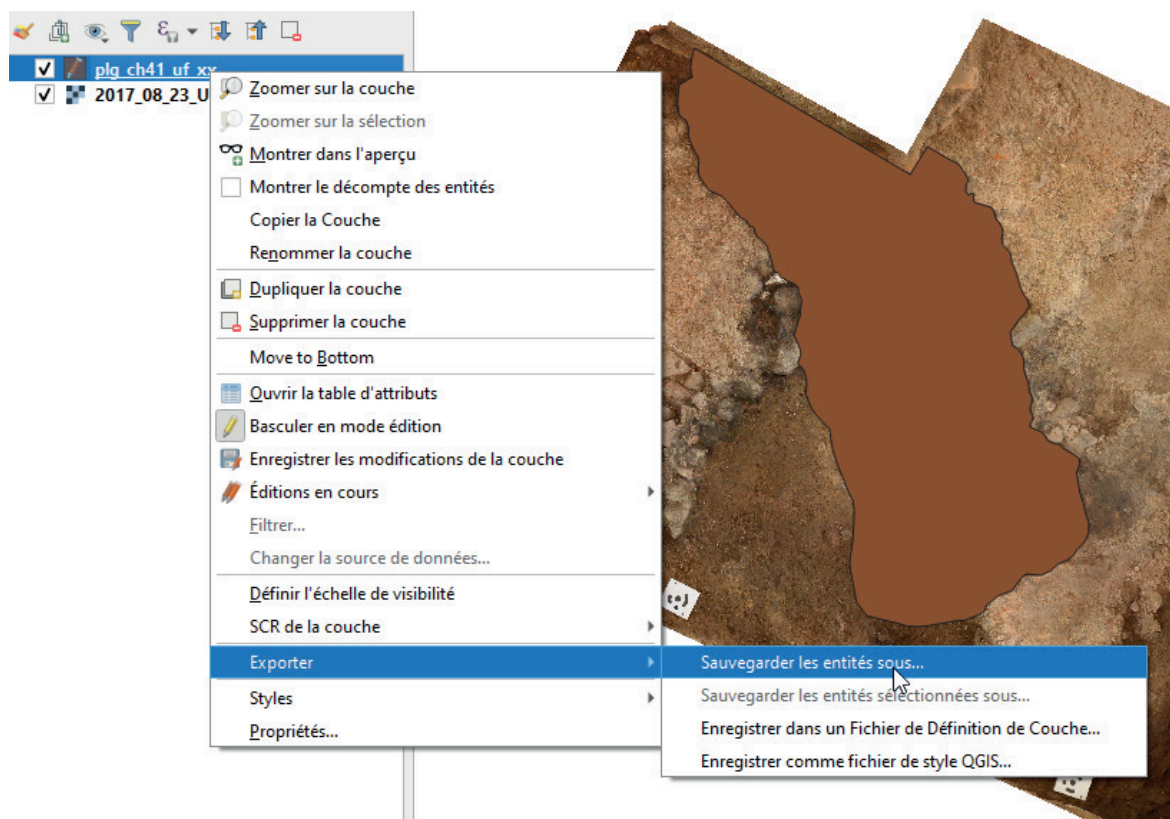 plg_ch41_uf_xx
2017_08_23_U
Zoomer sur la couche
Zoomer sur la sélection
Montrer dans l'aperçu
Montrer le décompte des entités
Copier la Couche
Renommer la couche
Dupliquer la couche
Supprimer la couche
Move to Bottom
Ouvrir la table d'attributs
Basculer en mode édition
Enregistrer les modifications de la couche
Éditions en cours
Filtrer...
Changer la source de données...
Définir l'échelle de visibilité
SCR de la couche
Exporter
Styles
Propriétés...
Sauvegarder les entités sous...
Sauvegarder les entités sélectionnées sous...
Enregistrer dans un Fichier de Définition de Couche...
Enregistrer comme fichier de style QGIS...